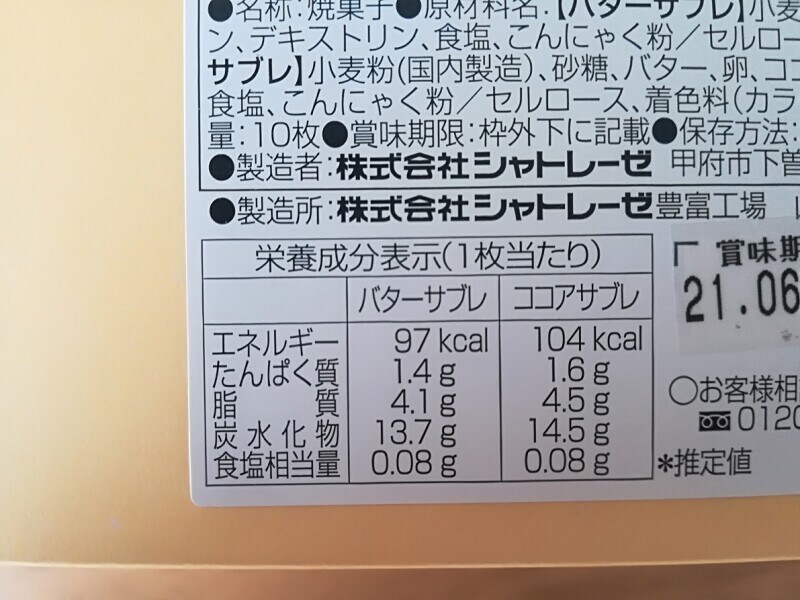 ●名称:焼菓子●原材料名:【バターサブレ】小麦
ン、デキストリン、食塩、こんにゃく粉／セルロー
サブレ】小麦粉(国内製造)、砂糖、バター、卵、ココ
食塩、こんにゃく粉／セルロース、着色料(カラ
量:10枚●賞味期限:枠外下に記載●保存方法:
●製造者:株式会社シャトレーゼ 甲府市下曽
●製造所:株式会社シャトレーゼ豊富工場
栄養成分表示(1枚当たり)
バターサブレ ココアサブレ
エネルギー 97 kcal 104 kcal
たんぱく質 1.4 g 1.6 g
脂質 4.1 g 4.5 g
炭水化物 13.7 g 14.5 g
食塩相当量 0.08 g 0.08 g
*推定値
賞味期
21.06
○お客様相
0120